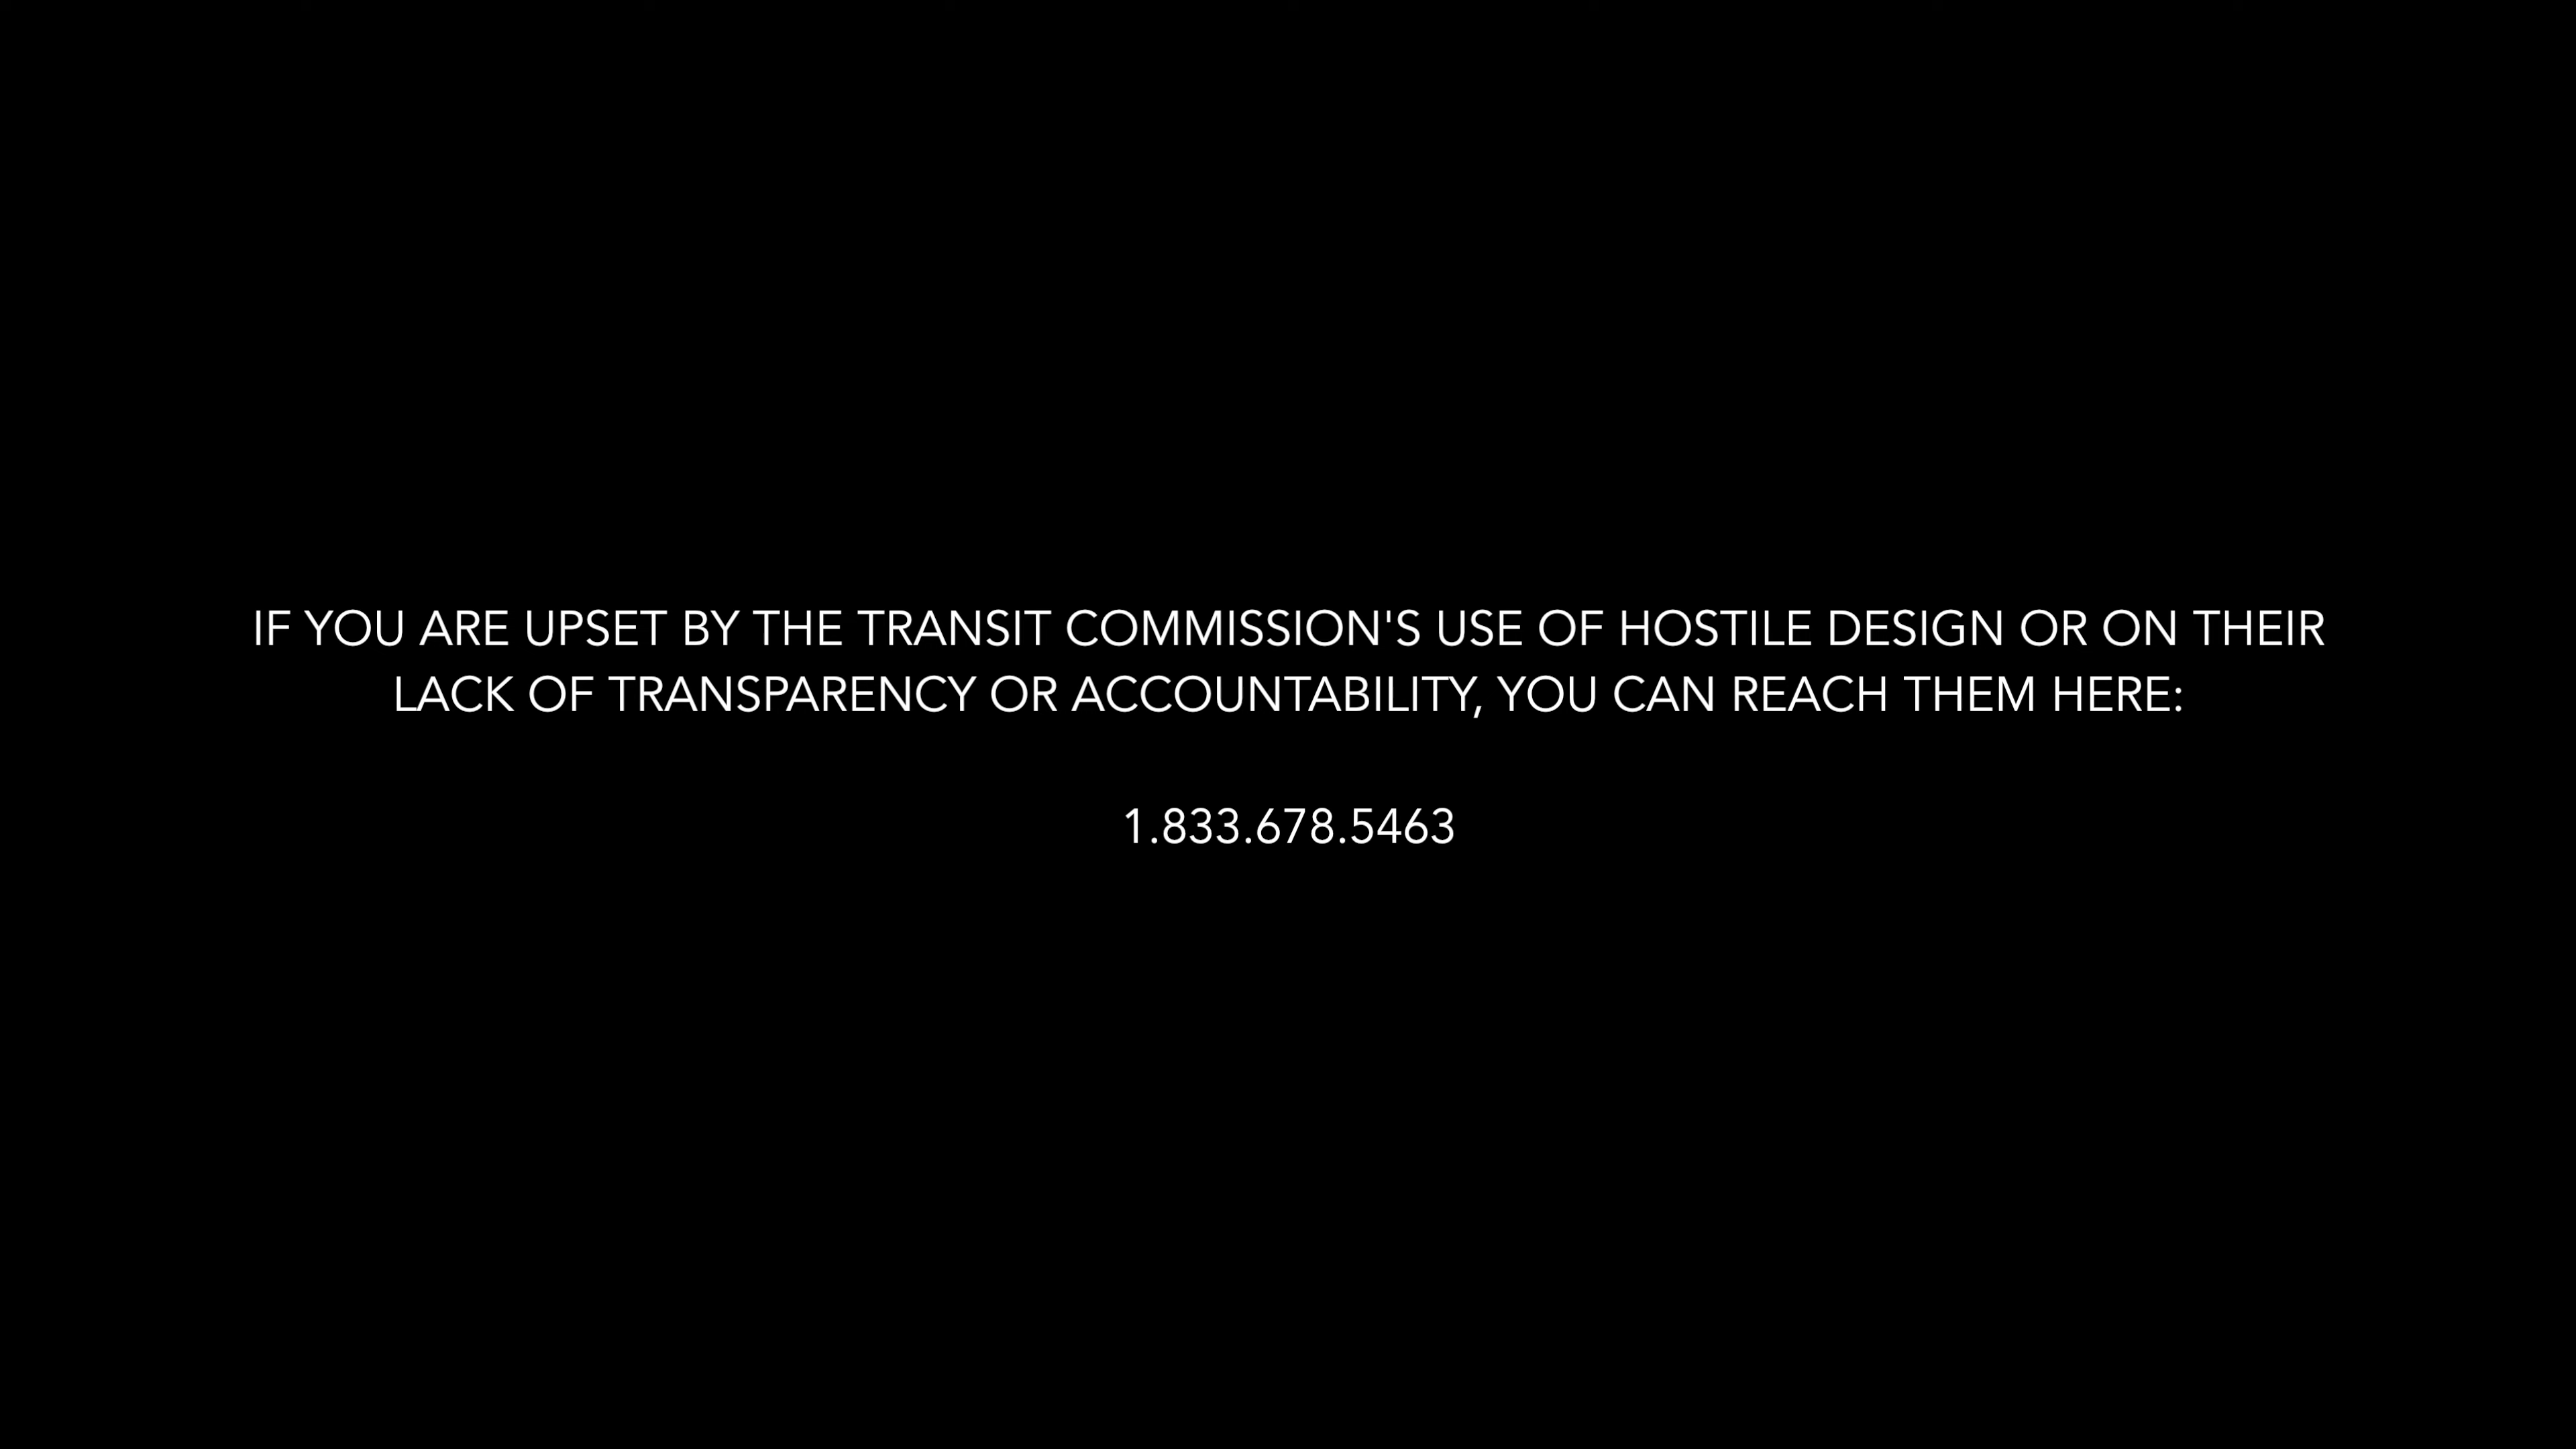 IF YOU ARE UPSET BY THE TRANSIT COMMISSION'S USE OF HOSTILE DESIGN OR ON THEIR
LACK OF TRANSPARENCY OR ACCOUNTABILITY, YOU CAN REACH THEM HERE:
1.833.678.5463